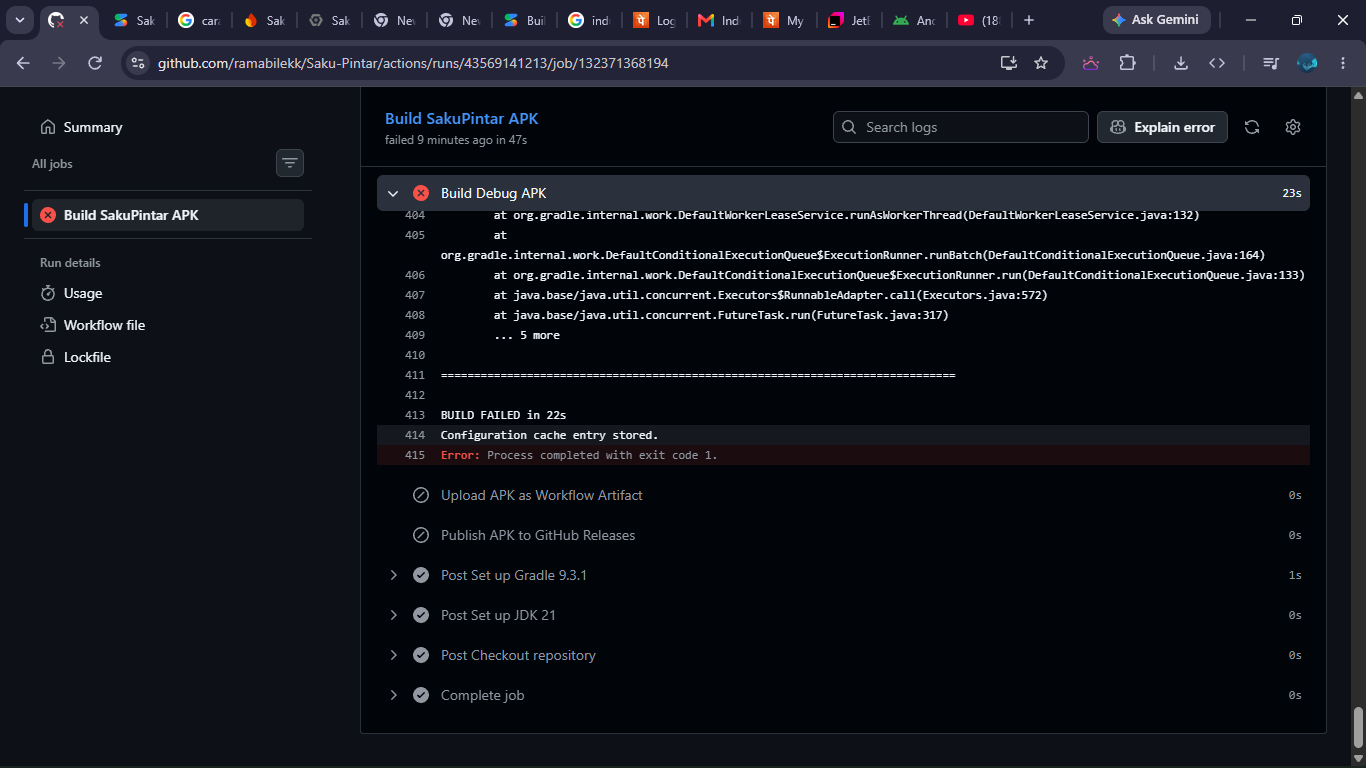 Sak
cara
Sak
Sak
Nev
Nev
Buil
ind
Log
Ind
My
JetB
And
(18
Ask Gemini
github.com/ramabilekk/Saku-Pintar/actions/runs/43569141213/job/132371368194
Summary
All jobs
Build SakuPintar APK
Run details
Usage
Workflow file
Lockfile
Build SakuPintar APK
failed 9 minutes ago in 47s
Search logs
Explain error
Build Debug APK 23s
404 at org.gradle.internal.work.DefaultWorkerLeaseService.runAsWorkerThread(DefaultWorkerLeaseService.java:132)
405 at
org.gradle.internal.work.DefaultConditionalExecutionQueue$ExecutionRunner.runBatch(DefaultConditionalExecutionQueue.java:164)
406 at org.gradle.internal.work.DefaultConditionalExecutionQueue$ExecutionRunner.run(DefaultConditionalExecutionQueue.java:133)
407 at java.base/java.util.concurrent.Executors$RunnableAdapter.call(Executors.java:572)
408 at java.base/java.util.concurrent.FutureTask.run(FutureTask.java:317)
409 ... 5 more
410
411 ==============================================================================
412
413 BUILD FAILED in 22s
414 Configuration cache entry stored.
415 Error: Process completed with exit code 1.
Upload APK as Workflow Artifact 0s
Publish APK to GitHub Releases 0s
Post Set up Gradle 9.3.1 1s
Post Set up JDK 21 0s
Post Checkout repository 0s
Complete job 0s